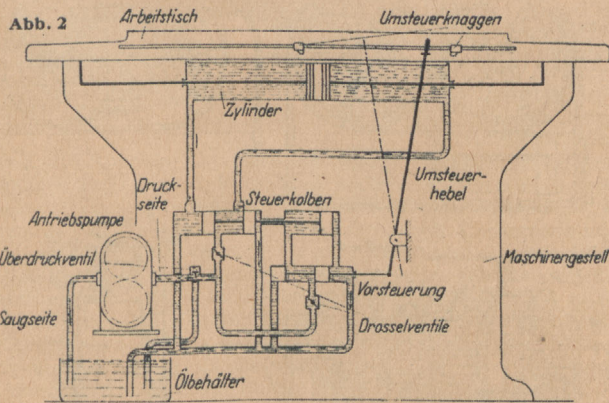 Abb. 2
Arbeitstisch
Umsteuerknaggen
Zylinder
Druck-
seite
Steuerkolben
Umsteuer-
hebel
Antriebspumpe
Überdruckventil
Maschinengestell
Vorsteuerung
Saugseite
Drosselventile
Ölbehälter